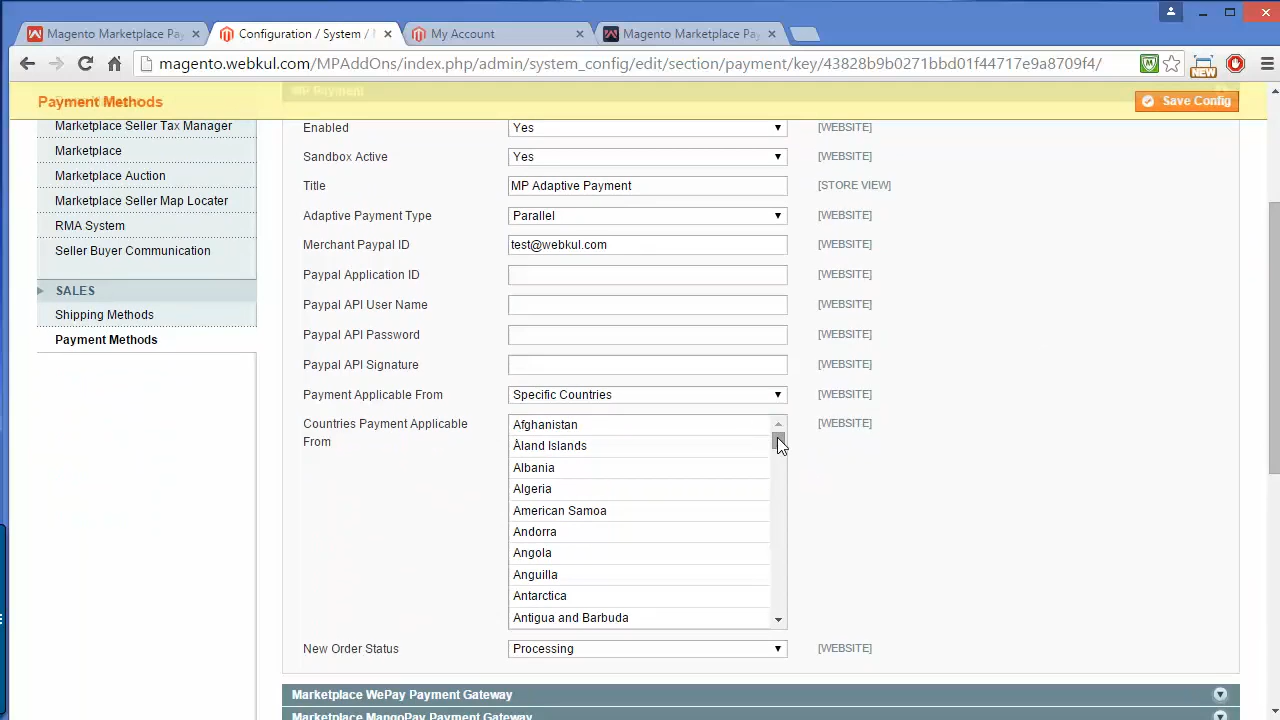 Magento Marketplace Pay
Configuration / System /
My Account
Magento Marketplace Pay
magento.webkul.com/MPAddOns/index.php/admin/system_config/edit/section/payment/key/43828b9b0271bbd01f44717e9a8709f4/
NEW
Payment Methods
MP Payment
Save Config
Marketplace Seller Tax Manager
Marketplace
Marketplace Auction
Marketplace Seller Map Locater
RMA System
Seller Buyer Communication
SALES
Shipping Methods
Payment Methods
Enabled Yes [WEBSITE]
Sandbox Active Yes [WEBSITE]
Title MP Adaptive Payment [STORE VIEW]
Adaptive Payment Type Parallel [WEBSITE]
Merchant Paypal ID test@webkul.com [WEBSITE]
Paypal Application ID [WEBSITE]
Paypal API User Name [WEBSITE]
Paypal API Password [WEBSITE]
Paypal API Signature [WEBSITE]
Payment Applicable From Specific Countries [WEBSITE]
Countries Payment Applicable From [WEBSITE]
Afghanistan
Åland Islands
Albania
Algeria
American Samoa
Andorra
Angola
Anguilla
Antarctica
Antigua and Barbuda
New Order Status Processing [WEBSITE]
Marketplace WePay Payment Gateway
Marketplace MangoPay Payment Gateway